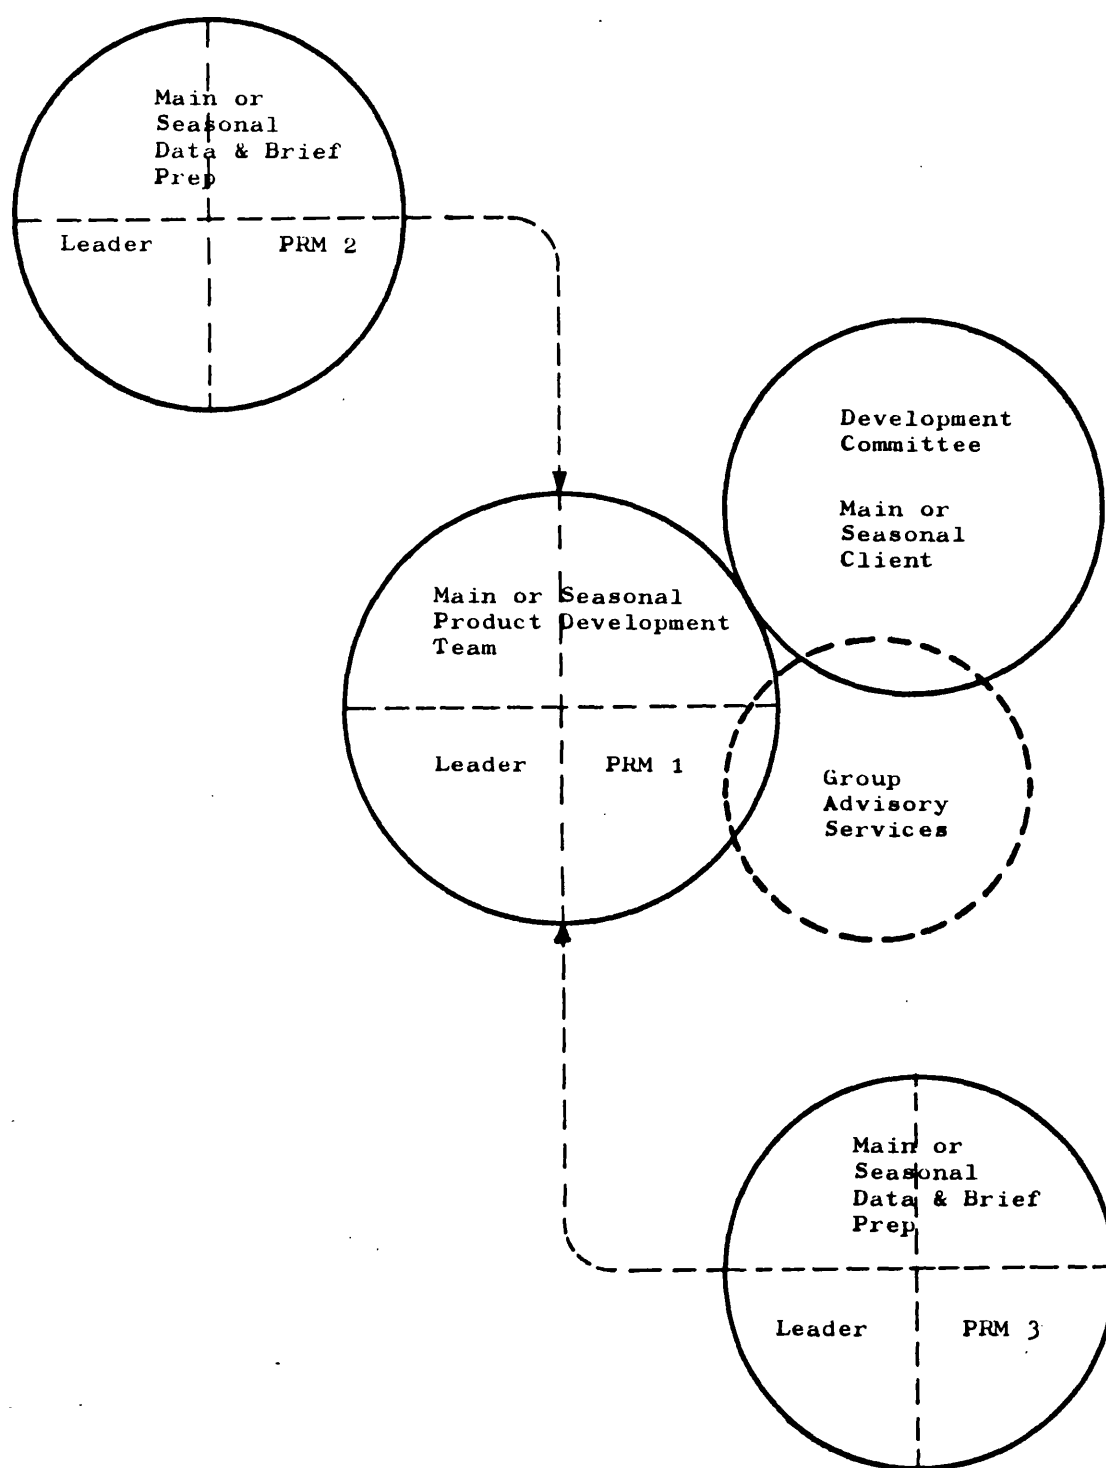 Main or
Seasonal
Data & Brief
Prep
Leader PRM 2
Development
Committee
Main or
Seasonal
Client
Main or Seasonal
Product Development
Team
Leader PRM 1
Group
Advisory
Services
Main or
Seasonal
Data & Brief
Prep
Leader PRM 3